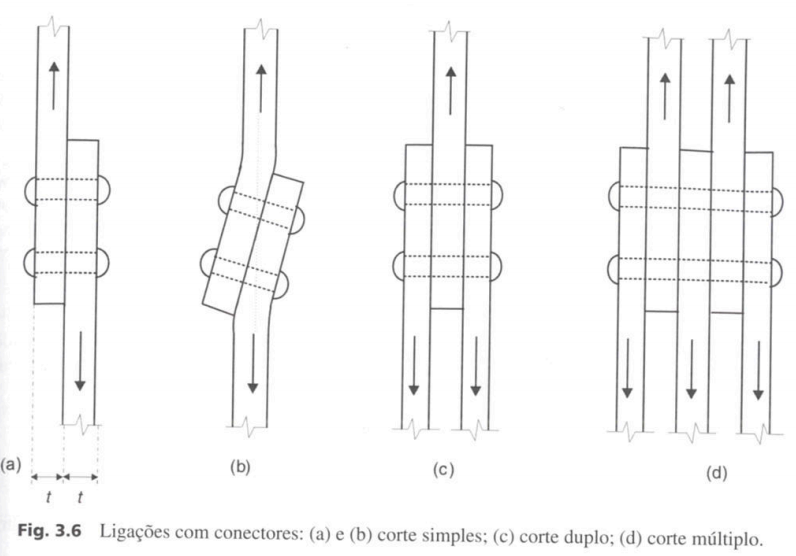 (a)
(b)
(c)
(d)
t t
Fig. 3.6 Ligações com conectores: (a) e (b) corte simples; (c) corte duplo; (d) corte múltiplo.